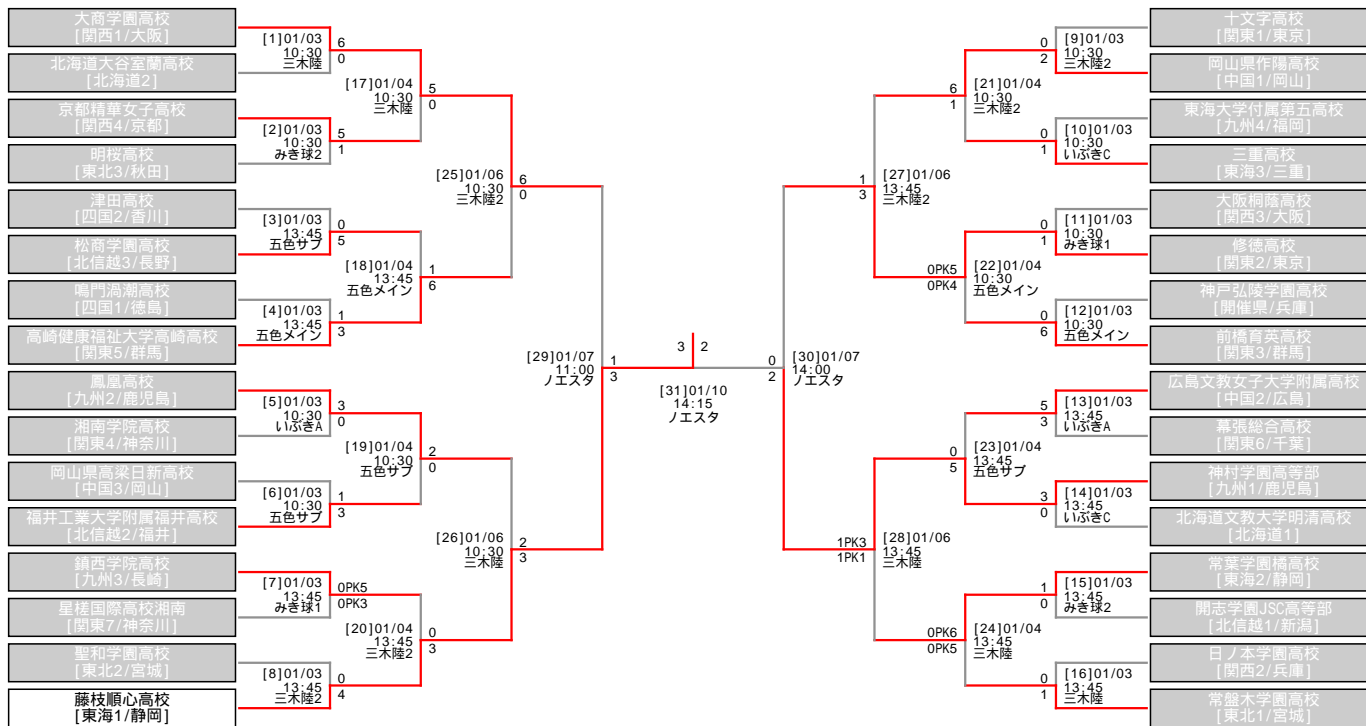 大商学園高校
[関西1/大阪]
北海道大谷室蘭高校
[北海道2]
京都精華女子高校
[関西4/京都]
明桜高校
[東北3/秋田]
津田高校
[四国2/香川]
松商学園高校
[北信越3/長野]
鳴門渦潮高校
[四国1/徳島]
高崎健康福祉大学高崎高校
[関東5/群馬]
鳳凰高校
[九州2/鹿児島]
湘南学院高校
[関東4/神奈川]
岡山県高梁日新高校
[中国3/岡山]
福井工業大学附属福井高校
[北信越2/福井]
鎮西学院高校
[九州3/長崎]
星槎国際高校湘南
[関東7/神奈川]
聖和学園高校
[東北2/宮城]
藤枝順心高校
[東海1/静岡]
[1]01/03
10:30
三木陸
6
0
[2]01/03
10:30
みき球2
5
1
[3]01/03
13:45
五色サブ
0
5
[4]01/03
13:45
五色メイン
1
3
[5]01/03
10:30
いぶきA
3
0
[6]01/03
10:30
五色サブ
1
3
[7]01/03
13:45
みき球1
0PK5
0PK3
[8]01/03
13:45
三木陸2
0
4
[17]01/04
10:30
三木陸
5
0
[18]01/04
13:45
五色メイン
1
6
[19]01/04
10:30
五色サブ
2
0
[20]01/04
13:45
三木陸2
0
3
[25]01/06
10:30
三木陸2
6
0
[26]01/06
10:30
三木陸
2
3
[29]01/07
11:00
ノエスタ
1
3
3
2
[31]01/10
14:15
ノエスタ
0
2
[30]01/07
14:00
ノエスタ
1
3
[27]01/06
13:45
三木陸2
1PK3
1PK1
[28]01/06
13:45
三木陸
6
1
[21]01/04
10:30
三木陸2
0PK5
0PK4
[22]01/04
10:30
五色メイン
0
5
[23]01/04
13:45
五色サブ
0PK6
0PK5
[24]01/04
13:45
三木陸
0
2
[9]01/03
10:30
三木陸2
0
1
[10]01/03
10:30
いぶきC
0
1
[11]01/03
10:30
みき球1
0
6
[12]01/03
10:30
五色メイン
5
3
[13]01/03
13:45
いぶきA
3
0
[14]01/03
13:45
いぶきC
1
0
[15]01/03
13:45
みき球2
0
1
[16]01/03
13:45
三木陸
十文字高校
[関東1/東京]
岡山県作陽高校
[中国1/岡山]
東海大学付属第五高校
[九州4/福岡]
三重高校
[東海3/三重]
大阪桐蔭高校
[関西3/大阪]
修徳高校
[関東2/東京]
神戸弘陵学園高校
[開催県/兵庫]
前橋育英高校
[関東3/群馬]
広島文教女子大学附属高校
[中国2/広島]
幕張総合高校
[関東6/千葉]
神村学園高等部
[九州1/鹿児島]
北海道文教大学明清高校
[北海道1]
常葉学園橘高校
[東海2/静岡]
開志学園JSC高等部
[北信越1/新潟]
日ノ本学園高校
[関西2/兵庫]
常盤木学園高校
[東北1/宮城]